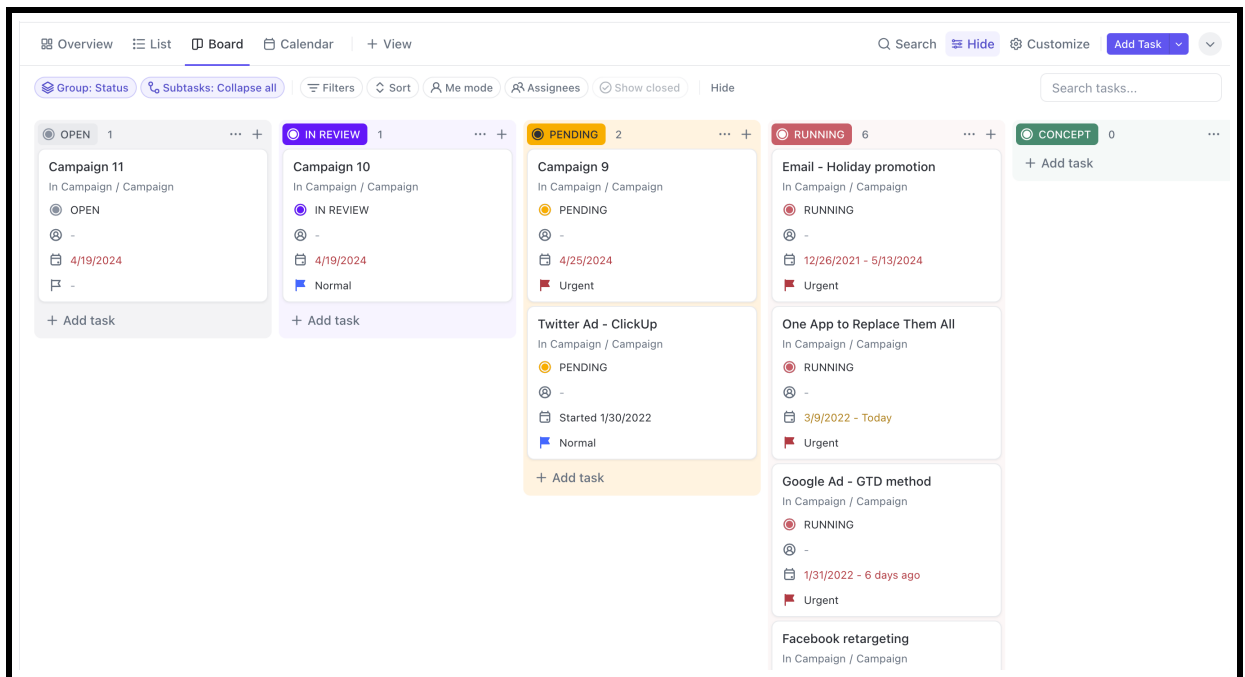 Overview List Board Calendar + View Search Hide Customize Add Task
Group: Status Subtasks: Collapse all Filters Sort Me mode Assignees Show closed Hide Search tasks...
OPEN 1 ... +
Campaign 11
In Campaign / Campaign
OPEN
-
4/19/2024
-
+ Add task
IN REVIEW 1 ... +
Campaign 10
In Campaign / Campaign
IN REVIEW
-
4/19/2024
Normal
+ Add task
PENDING 2 ... +
Campaign 9
In Campaign / Campaign
PENDING
-
4/25/2024
Urgent
Twitter Ad - ClickUp
In Campaign / Campaign
PENDING
-
Started 1/30/2022
Normal
+ Add task
RUNNING 6 ... +
Email - Holiday promotion
In Campaign / Campaign
RUNNING
-
12/26/2021 - 5/13/2024
Urgent
One App to Replace Them All
In Campaign / Campaign
RUNNING
-
3/9/2022 - Today
Urgent
Google Ad - GTD method
In Campaign / Campaign
RUNNING
-
1/31/2022 - 6 days ago
Urgent
Facebook retargeting
In Campaign / Campaign
CONCEPT 0 ...
+ Add task